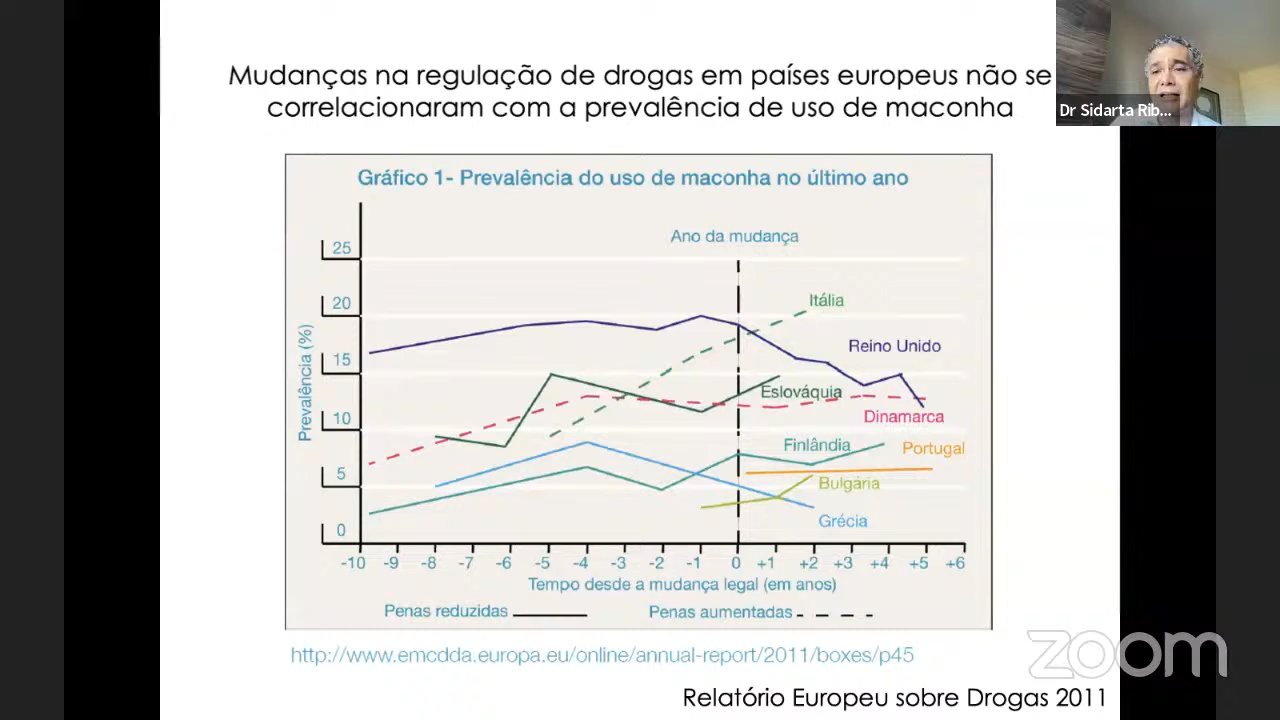 Mudanças na regulação de drogas em países europeus não se
correlacionaram com a prevalência de uso de maconha
Dr Sidarta Rib...
Gráfico 1- Prevalência do uso de maconha no último ano
Ano da mudança
25
20
15
10
5
0
Prevalência (%)
Itália
Reino Unido
Eslováquia
Dinamarca
Finlândia
Portugal
Bulgária
Grécia
-10 -9 -8 -7 -6 -5 -4 -3 -2 -1 0 +1 +2 +3 +4 +5 +6
Tempo desde a mudança legal (em anos)
Penas reduzidas
Penas aumentadas
http://www.emcdda.europa.eu/online/annual-report/2011/boxes/p45
zoom
Relatório Europeu sobre Drogas 2011